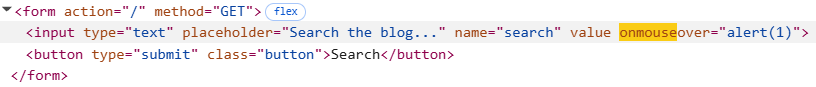 <form action="/" method="GET"> flex
<input type="text" placeholder="Search the blog..." name="search" value onmouseover="alert(1)">
<button type="submit" class="button">Search</button>
</form>